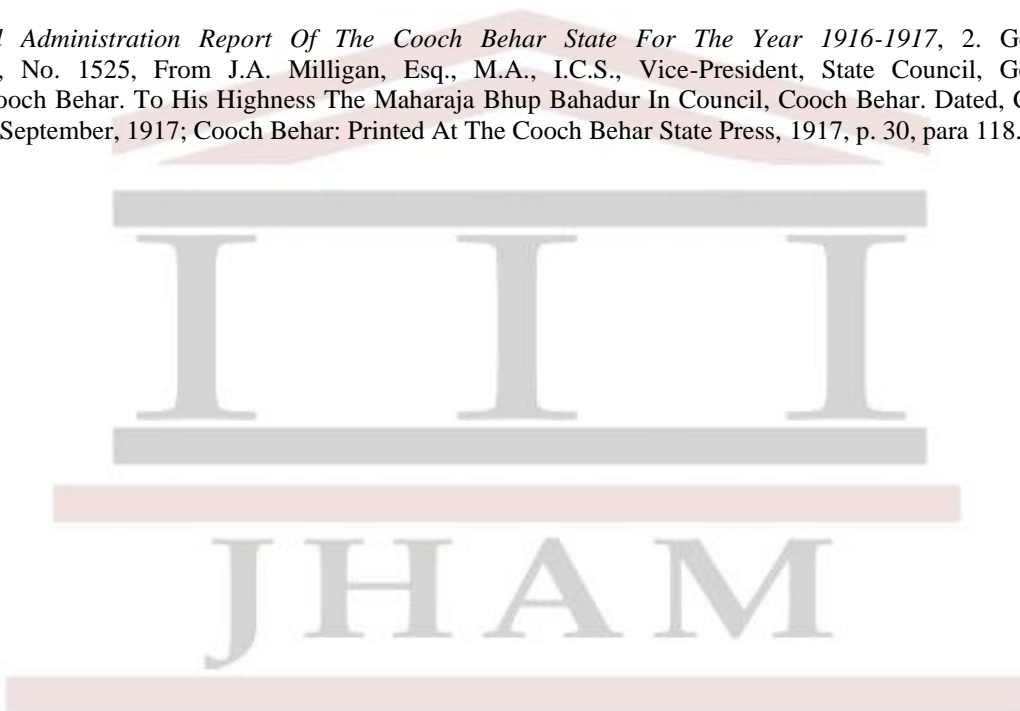 Administration Report Of The Cooch Behar State For The Year 1916-1917, 2.
, No. 1525, From J.A. Milligan, Esq., M.A., I.C.S., Vice-President, State Council,
Cooch Behar. To His Highness The Maharaja Bhup Bahadur In Council, Cooch Behar. Dated,
September, 1917; Cooch Behar: Printed At The Cooch Behar State Press, 1917, p. 30, para 118.
JHAM